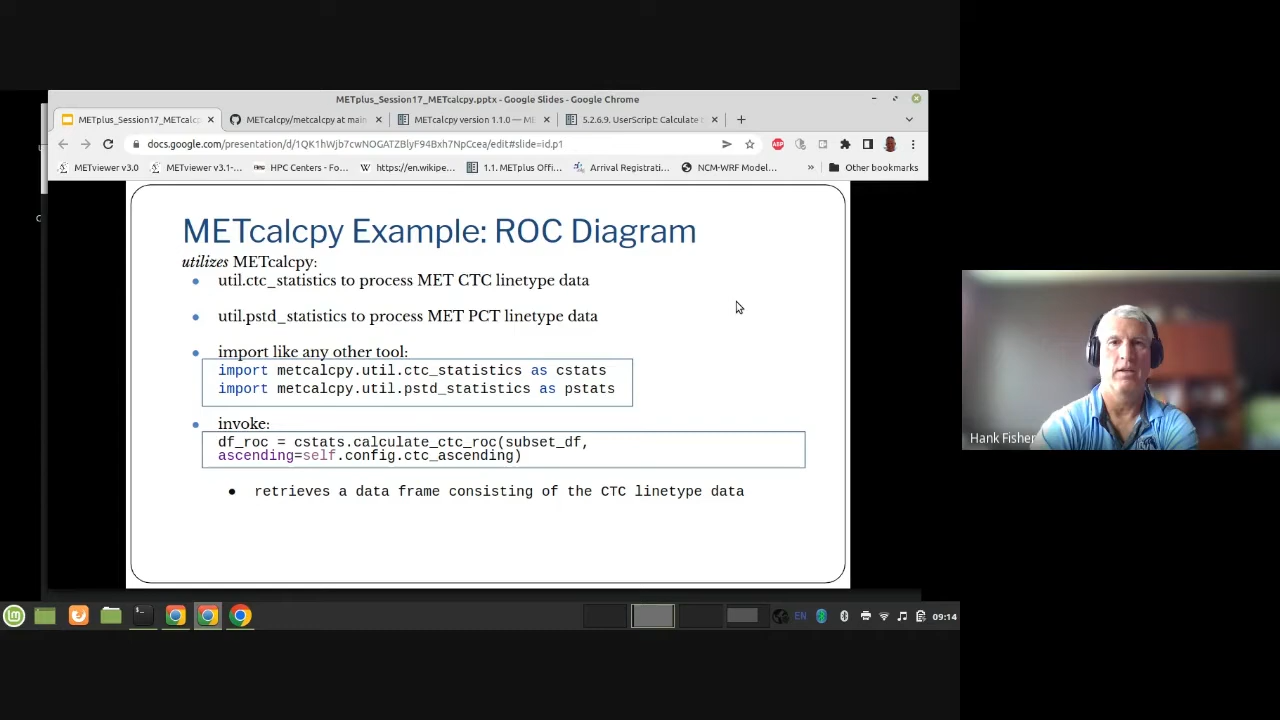 METplus_Session17_METcalcpy.pptx - Google Slides - Google Chrome
METplus_Session17_METcalcpy
METcalcpy/metcalcpy at main
METcalcpy version 1.1.0 — ME
5.2.6.9. UserScript: Calculate
docs.google.com/presentation/d/1QK1hWjb7cwNOGATZBlyF94Bxh7NpCcea/edit#slide=id.p1
ABP
METviewer v3.0
METviewer v3.1-...
HPC Centers - Fo...
https://en.wikipe...
1.1. METplus Offi...
Arrival Registrati...
NCM-WRF Model...
»
Other bookmarks
METcalcpy Example: ROC Diagram
utilizes METcalcpy:
● util.ctc_statistics to process MET CTC linetype data
● util.pstd_statistics to process MET PCT linetype data
● import like any other tool:
import metcalcpy.util.ctc_statistics as cstats
import metcalcpy.util.pstd_statistics as pstats
● invoke:
df_roc = cstats.calculate_ctc_roc(subset_df,
ascending=self.config.ctc_ascending)
● retrieves a data frame consisting of the CTC linetype data
Hank Fisher
EN
09:14